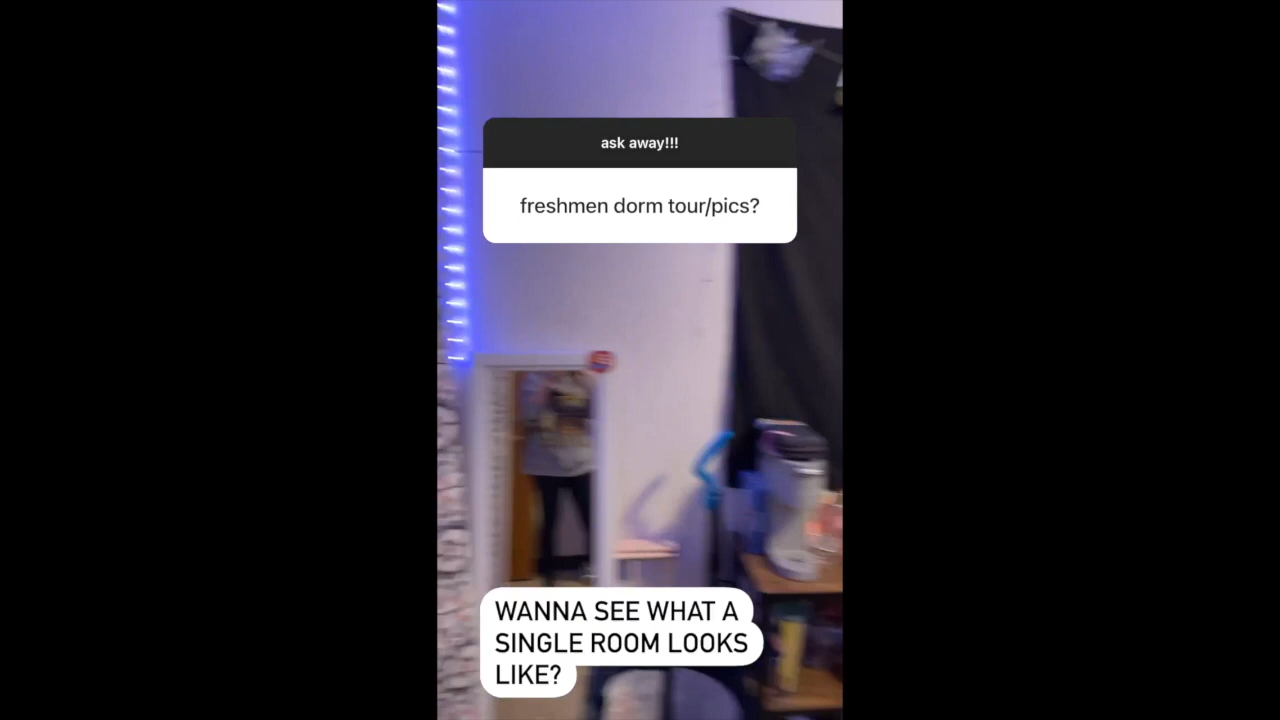 ask away!!!
freshmen dorm tour/pics?
WANNA SEE WHAT A
SINGLE ROOM LOOKS
LIKE?